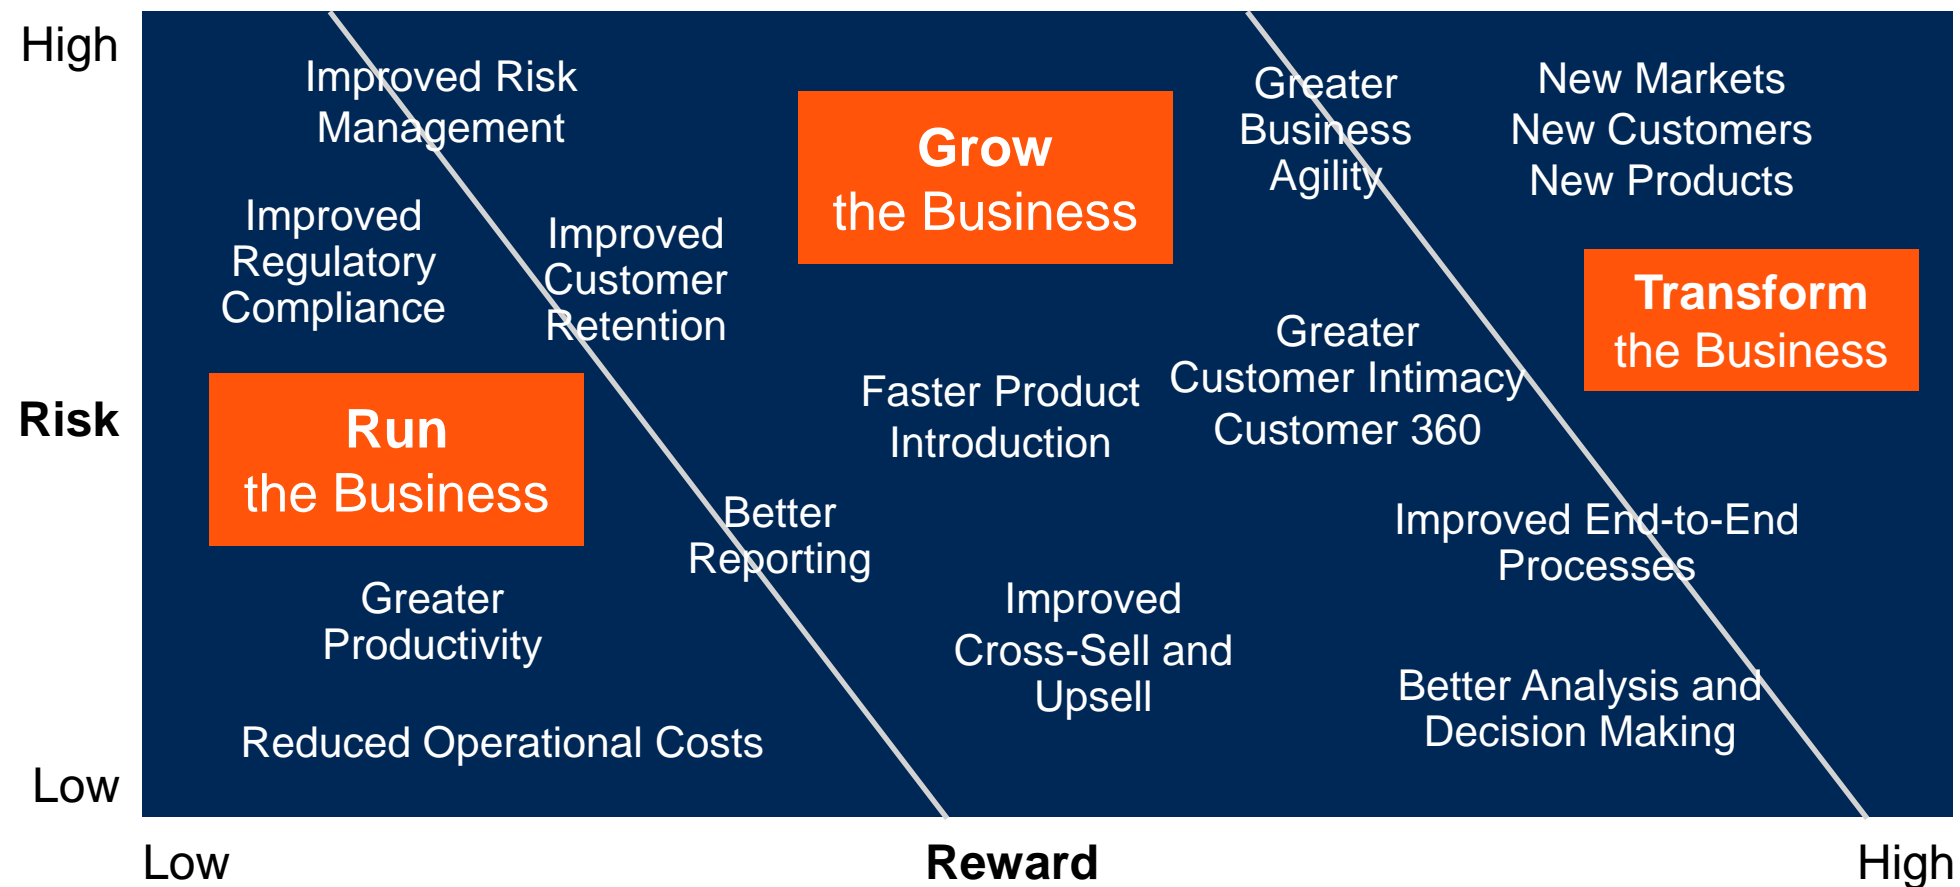 High
Improved Risk
Management
Improved
Regulatory
Compliance
Improved
Customer
Retention
Grow
the Business
Greater
Business
Agility
New Markets
New Customers
New Products
Transform
the Business
Risk
Run
the Business
Faster Product
Introduction
Greater
Customer Intimacy
Customer 360
Better
Reporting
Improved End-to-End
Processes
Greater
Productivity
Improved
Cross-Sell and
Upsell
Better Analysis and
Decision Making
Reduced Operational Costs
Low
Low
Reward
High